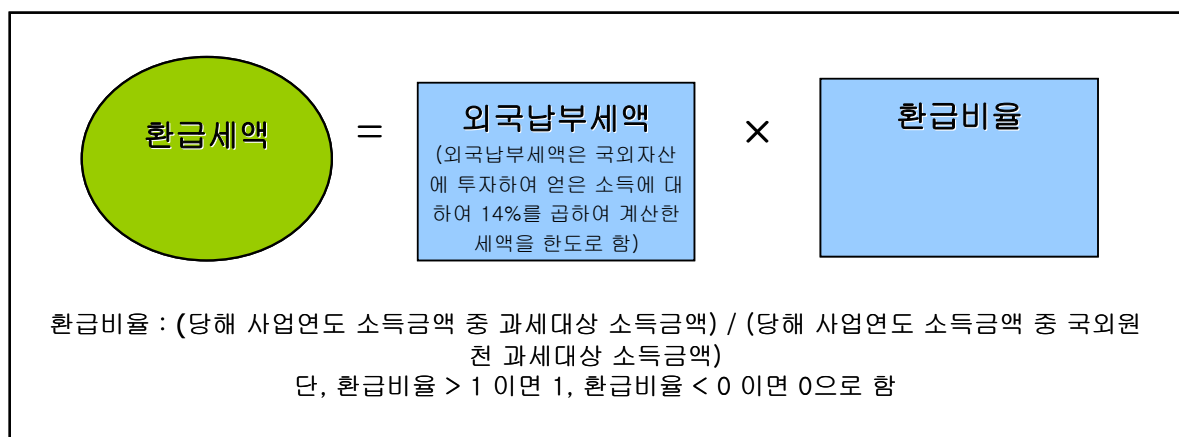 환급세액
=
외국납부세액
(외국납부세액은 국외자산
에 투자하여 얻은 소득에 대
하여 14%를 곱하여 계산한
세액을 한도로 함)
×
환급비율
환급비율 : (당해 사업연도 소득금액 중 과세대상 소득금액) / (당해 사업연도 소득금액 중 국외원
천 과세대상 소득금액)
단, 환급비율 > 1 이면 1, 환급비율 < 0 이면 0으로 함